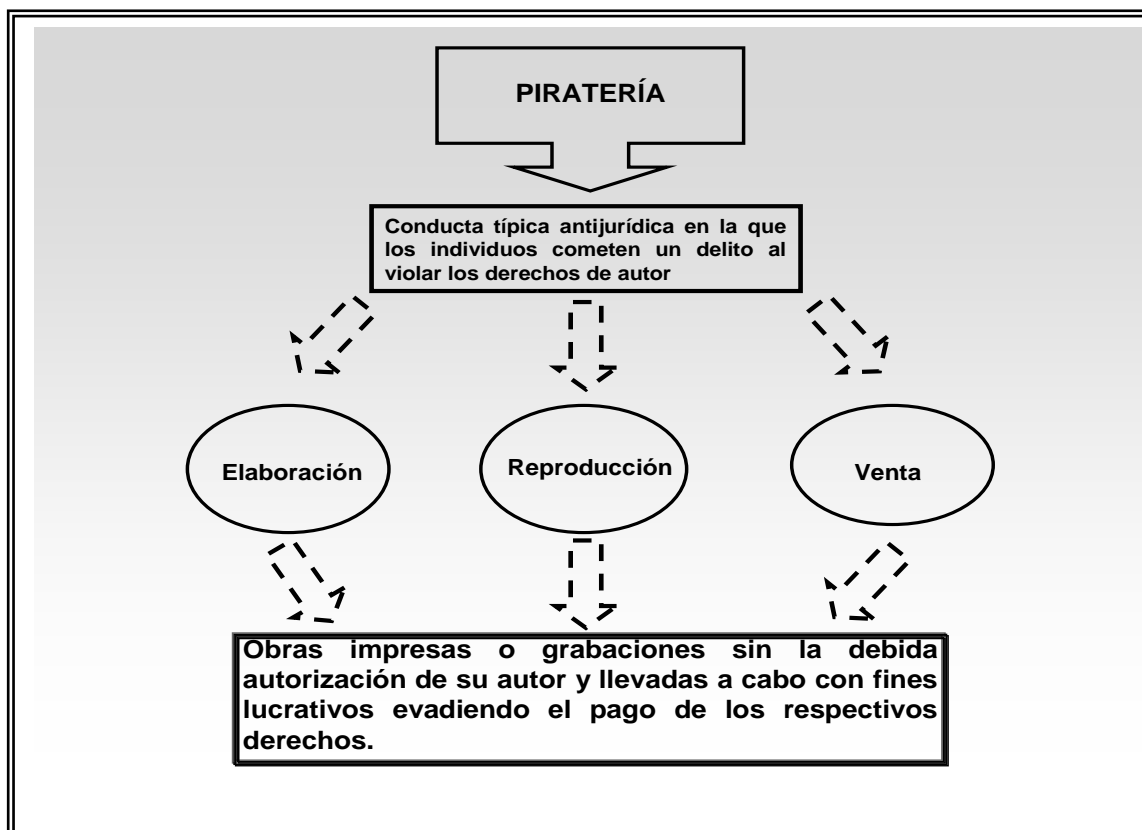 PIRATERÍA
Conducta típica antijurídica en la que
los individuos cometen un delito al
violar los derechos de autor
Elaboración
Reproducción
Venta
Obras impresas o grabaciones sin la debida
autorización de su autor y llevadas a cabo con fines
lucrativos evadiendo el pago de los respectivos
derechos.